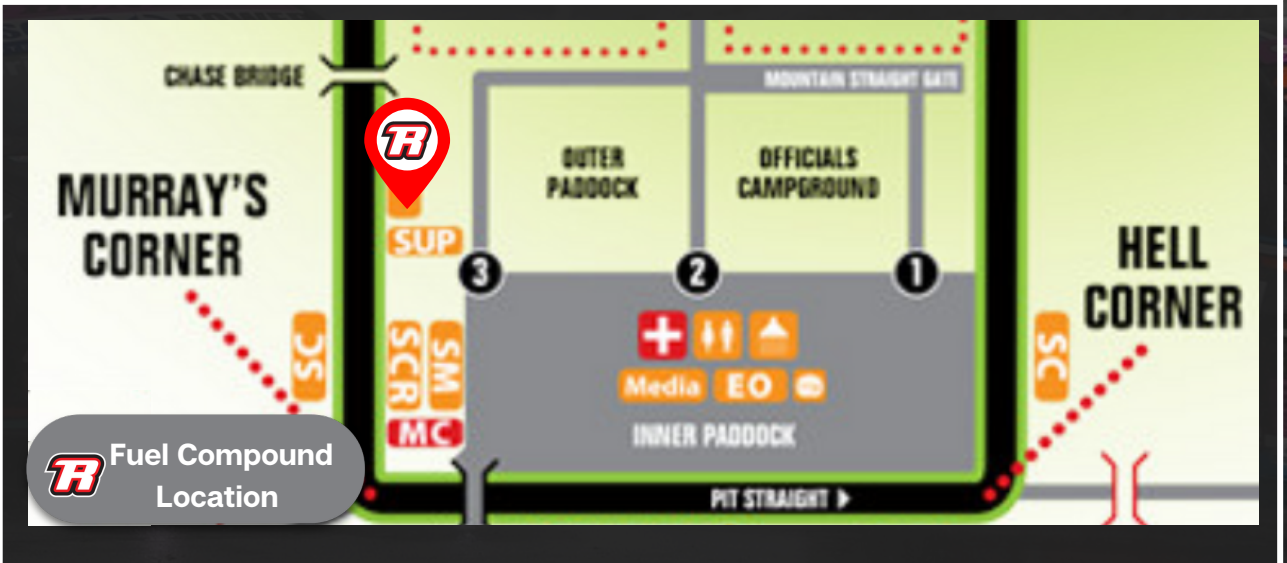 CHASE BRIDGE
MOUNTAIN STRAIGHT GATE
R
OUTER
PADDOCK
OFFICIALS
CAMPGROUND
MURRAY'S
CORNER
SUP
3
2
1
HELL
CORNER
SC
SCR
SM
SC
Media
EO
MC
INNER PADDOCK
R
Fuel Compound
Location
PIT STRAIGHT